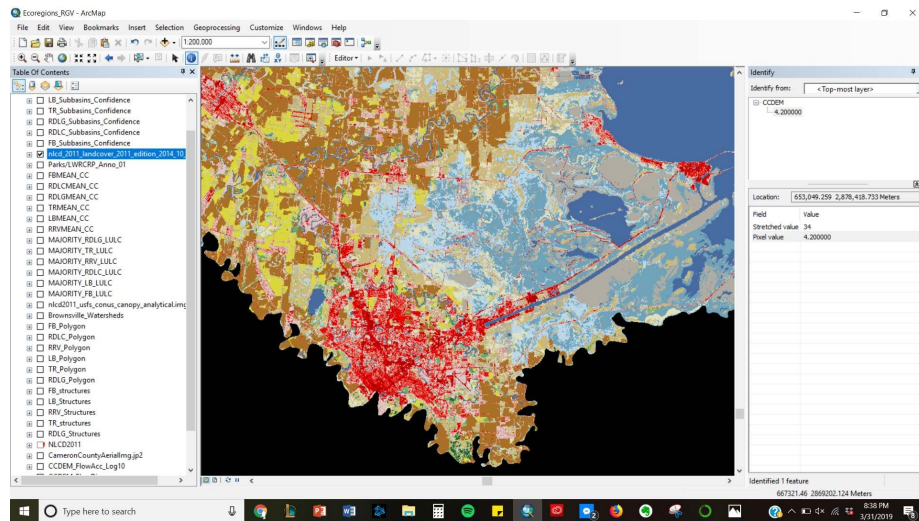 Ecoregions_RGV - ArcMap
File Edit View Bookmarks Insert Selection Geoprocessing Customize Windows Help
1:200,000
Editor
Table Of Contents
LB_Subbasins_Confidence
TR_Subbasins_Confidence
RDLG_Subbasins_Confidence
RDLC_Subbasins_Confidence
FB_Subbasins_Confidence
nlcd_2011_landcover_2011_edition_2014_10_
Parks/LWRCRP_Anno_01
FBMEAN_CC
RDLCMEAN_CC
RDLGMEAN_CC
TRMEAN_CC
LBMEAN_CC
RRVMEAN_CC
MAJORITY_RDLG_LULC
MAJORITY_TR_LULC
MAJORITY_RRV_LULC
MAJORITY_RDLC_LULC
MAJORITY_LB_LULC
MAJORITY_FB_LULC
nlcd2011_usfs_conus_canopy_analytical.img
Brownsville_Watersheds
FB_Polygon
RDLC_Polygon
RRV_Polygon
LB_Polygon
TR_Polygon
RDLG_Polygon
FB_structures
LB_Structures
RRV_Structures
TR_structures
RDLG_Structures
NLCD2011
CameronCountyAerialImg.jp2
CCDEM_FlowAcc_Log10
Identify
Identify from: <Top-most layer>
CCDEM
4.200000
Location: 653,049.259 2,878,418.733 Meters
Field Value
Stretched value 34
Pixel value 4.200000
Identified 1 feature
667321.46 2869202.124 Meters
Type here to search
8:38 PM
3/31/2019